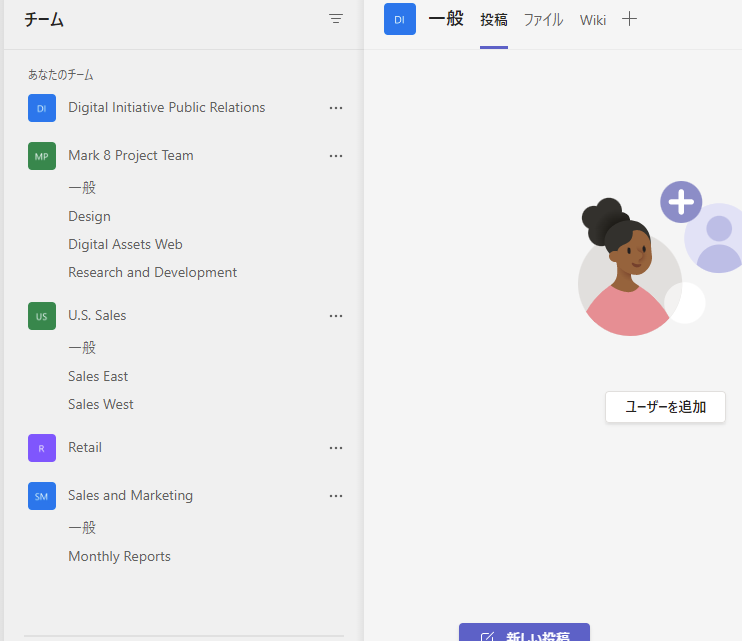 チーム
あなたのチーム
DI Digital Initiative Public Relations
MP Mark 8 Project Team
一般
Design
Digital Assets Web
Research and Development
US U.S. Sales
一般
Sales East
Sales West
R Retail
SM Sales and Marketing
一般
Monthly Reports
DI 一般 投稿 ファイル Wiki
ユーザーを追加
新しい投稿